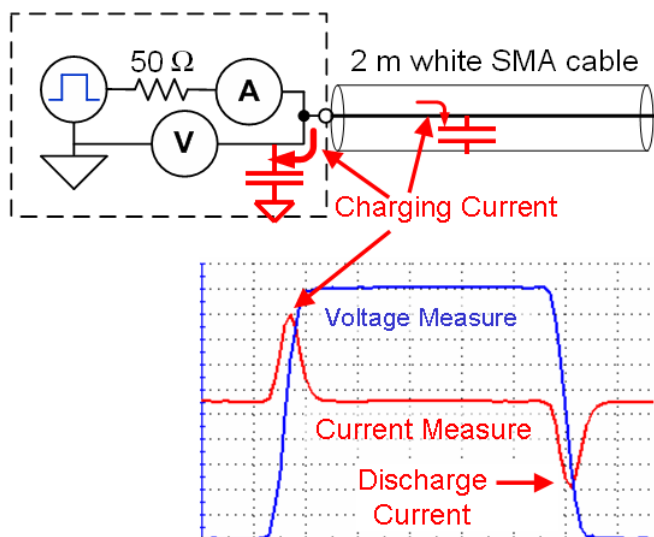 50 Ω
2 m white SMA cable
A
V
Charging Current
Voltage Measure
Current Measure
Discharge
Current